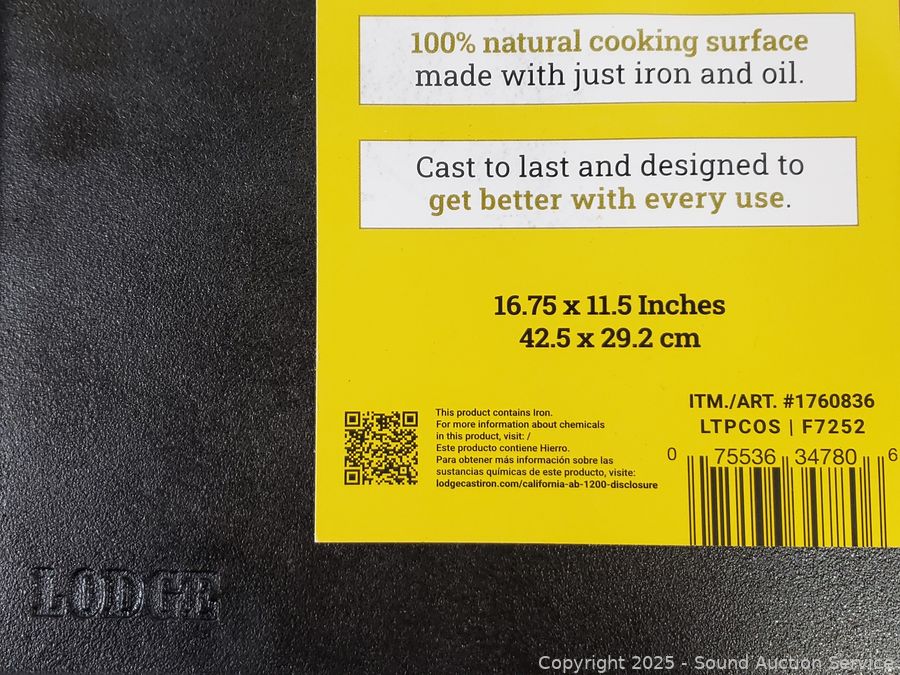 100% natural cooking surface
made with just iron and oil.
Cast to last and designed to
get better with every use.
16.75 x 11.5 Inches
42.5 x 29.2 cm
This product contains Iron.
For more information about chemicals
in this product, visit: /
Este producto contiene Hierro.
Para obtener más información sobre las
sustancias químicas de este producto, visite:
lodgecastiron.com/california-ab-1200-disclosure
ITM./ART. #1760836
LTPCOS | F7252
0 75536 34780 6
LODGE
Copyright 2025 - Sound Auction Service